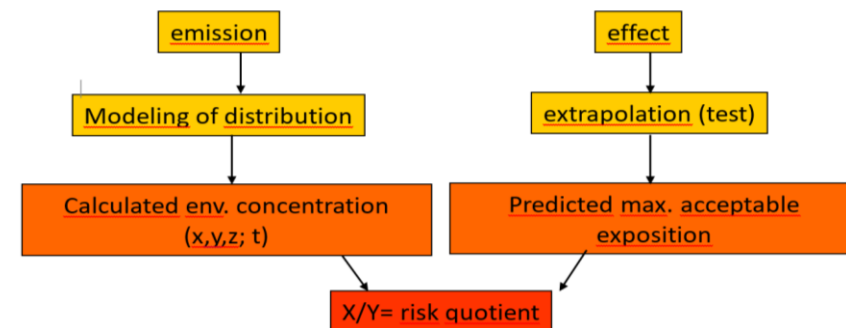 emission
effect
Modeling of distribution
extrapolation (test)
Calculated env. concentration
(x,y,z; t)
Predicted max. acceptable
exposition
X/Y= risk quotient